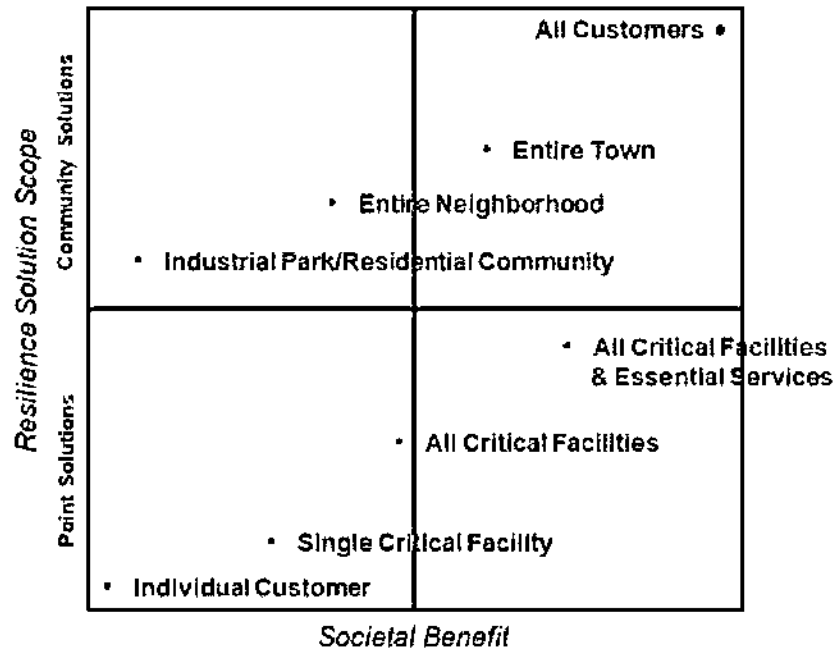 All Customers
Entire Town
Entire Neighborhood
Industrial Park/Residential Community
All Critical Facilities
& Essential Services
All Critical Facilities
Single Critical Facility
Individual Customer
Resilience Solution Scope
Community Solutions
Point Solutions
Societal Benefit